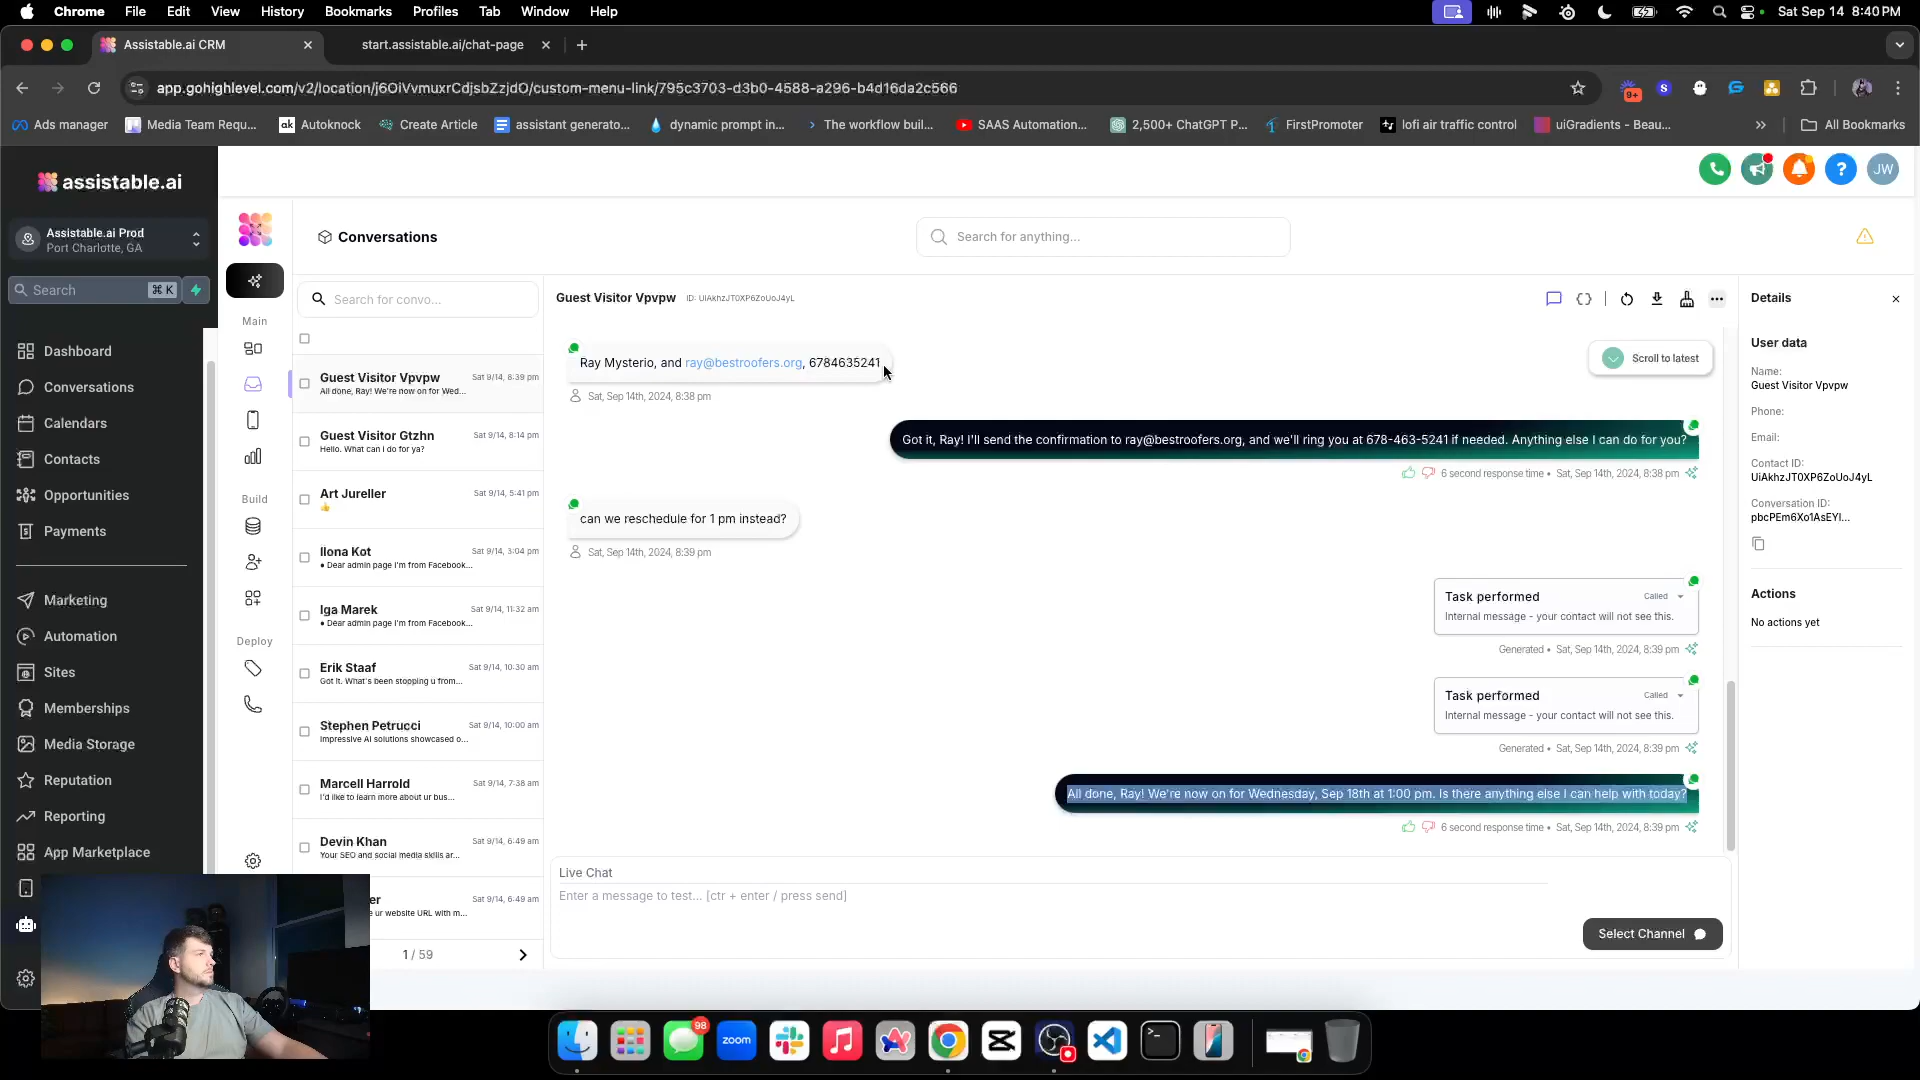 Chrome File Edit View History Bookmarks Profiles Tab Window Help
Sat Sep 14 8:40 PM
Assistable.ai CRM
start.assistable.ai/chat-page
app.gohighlevel.com/v2/location/j6OiVvmuxrCdjsbZzjdO/custom-menu-link/795c3703-d3b0-4588-a296-b4d16da2c566
9+
Ads manager
Media Team Requ...
Autoknock
Create Article
assistant generato...
dynamic prompt in...
The workflow buil...
SAAS Automation...
2,500+ ChatGPT P...
FirstPromoter
lofi air traffic control
uiGradients - Beau...
All Bookmarks
assistable.ai
Assistable.ai Prod
Port Charlotte, GA
Search
⌘ K
Dashboard
Conversations
Calendars
Contacts
Opportunities
Payments
Marketing
Automation
Sites
Memberships
Media Storage
Reputation
Reporting
App Marketplace
Main
Build
Deploy
JW
Conversations
Search for anything...
Search for convo...
Guest Visitor Vpvpw
Sat 9/14, 8:39 pm
All done, Ray! We're now on for Wed...
Guest Visitor Gtzhn
Sat 9/14, 8:14 pm
Hello. What can I do for ya?
Art Jureller
Sat 9/14, 5:41 pm
Ilona Kot
Sat 9/14, 3:04 pm
● Dear admin page I'm from Facebook...
Iga Marek
Sat 9/14, 11:32 am
● Dear admin page I'm from Facebook...
Erik Staaf
Sat 9/14, 10:30 am
Got it. What's been stopping u from...
Stephen Petrucci
Sat 9/14, 10:00 am
Impressive AI solutions showcased o...
Marcell Harrold
Sat 9/14, 7:38 am
I'd like to learn more about ur bus...
Devin Khan
Sat 9/14, 6:49 am
Your SEO and social media skills ar...
er
Sat 9/14, 6:49 am
e ur website URL with m...
1 / 59
Guest Visitor Vpvpw
ID: UiAkhzJT0XP6ZoUoJ4yL
Scroll to latest
Ray Mysterio, and ray@bestroofers.org, 6784635241
Sat, Sep 14th, 2024, 8:38 pm
Got it, Ray! I'll send the confirmation to ray@bestroofers.org, and we'll ring you at 678-463-5241 if needed. Anything else I can do for you?
6 second response time • Sat, Sep 14th, 2024, 8:38 pm
can we reschedule for 1 pm instead?
Sat, Sep 14th, 2024, 8:39 pm
Task performed
Called
Internal message - your contact will not see this.
Generated • Sat, Sep 14th, 2024, 8:39 pm
Task performed
Called
Internal message - your contact will not see this.
Generated • Sat, Sep 14th, 2024, 8:39 pm
All done, Ray! We're now on for Wednesday, Sep 18th at 1:00 pm. Is there anything else I can help with today?
6 second response time • Sat, Sep 14th, 2024, 8:39 pm
Live Chat
Enter a message to test... [ctr + enter / press send]
Select Channel
Details
User data
Name:
Guest Visitor Vpvpw
Phone:
Email:
Contact ID:
UiAkhzJT0XP6ZoUoJ4yL
Conversation ID:
pbcPEm6Xo1AsEYI...
Actions
No actions yet
98
zoom